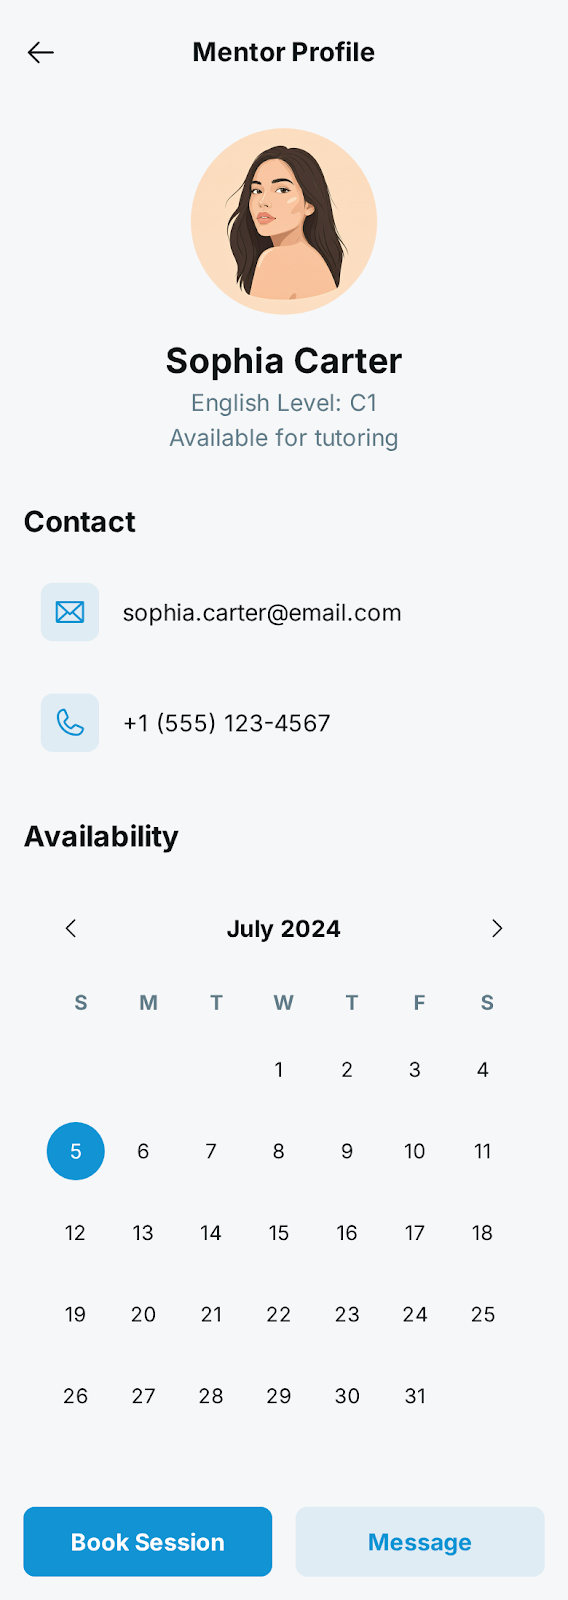 Mentor Profile
Sophia Carter
English Level: C1
Available for tutoring
Contact
sophia.carter@email.com
+1 (555) 123-4567
Availability
July 2024
S M T W T F S
1 2 3 4
5 6 7 8 9 10 11
12 13 14 15 16 17 18
19 20 21 22 23 24 25
26 27 28 29 30 31
Book Session Message